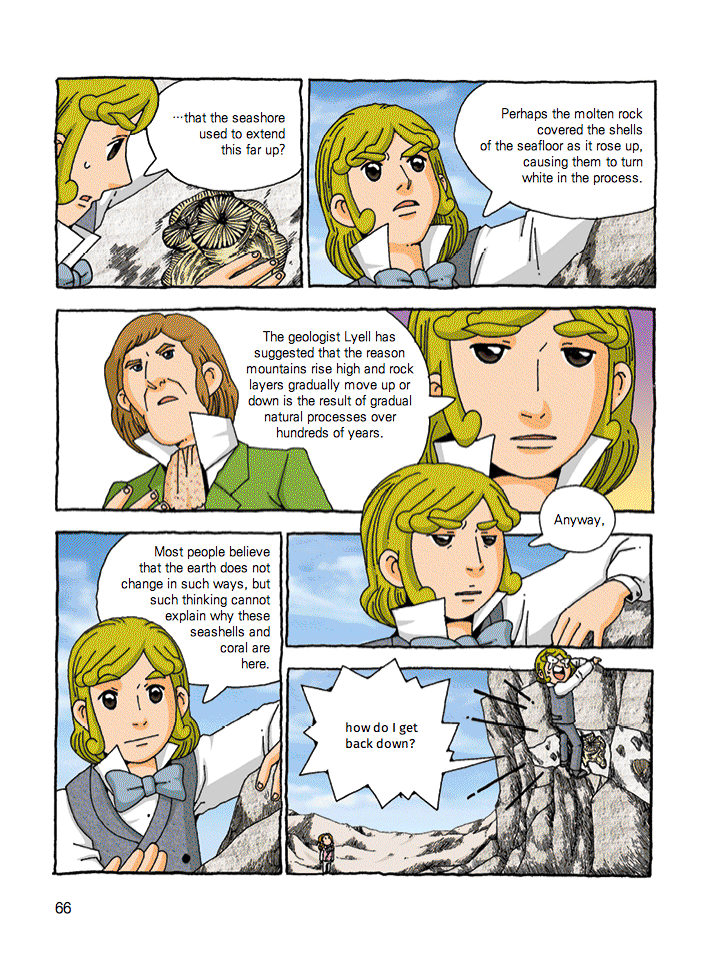 …that the seashore
used to extend
this far up?
Perhaps the molten rock
covered the shells
of the seafloor as it rose up,
causing them to turn
white in the process.
The geologist Lyell has
suggested that the reason
mountains rise high and rock
layers gradually move up or
down is the result of gradual
natural processes over
hundreds of years.
Most people believe
that the earth does not
change in such ways, but
such thinking cannot
explain why these
seashells and
coral are
here.
Anyway,
how do I get
back down?
66